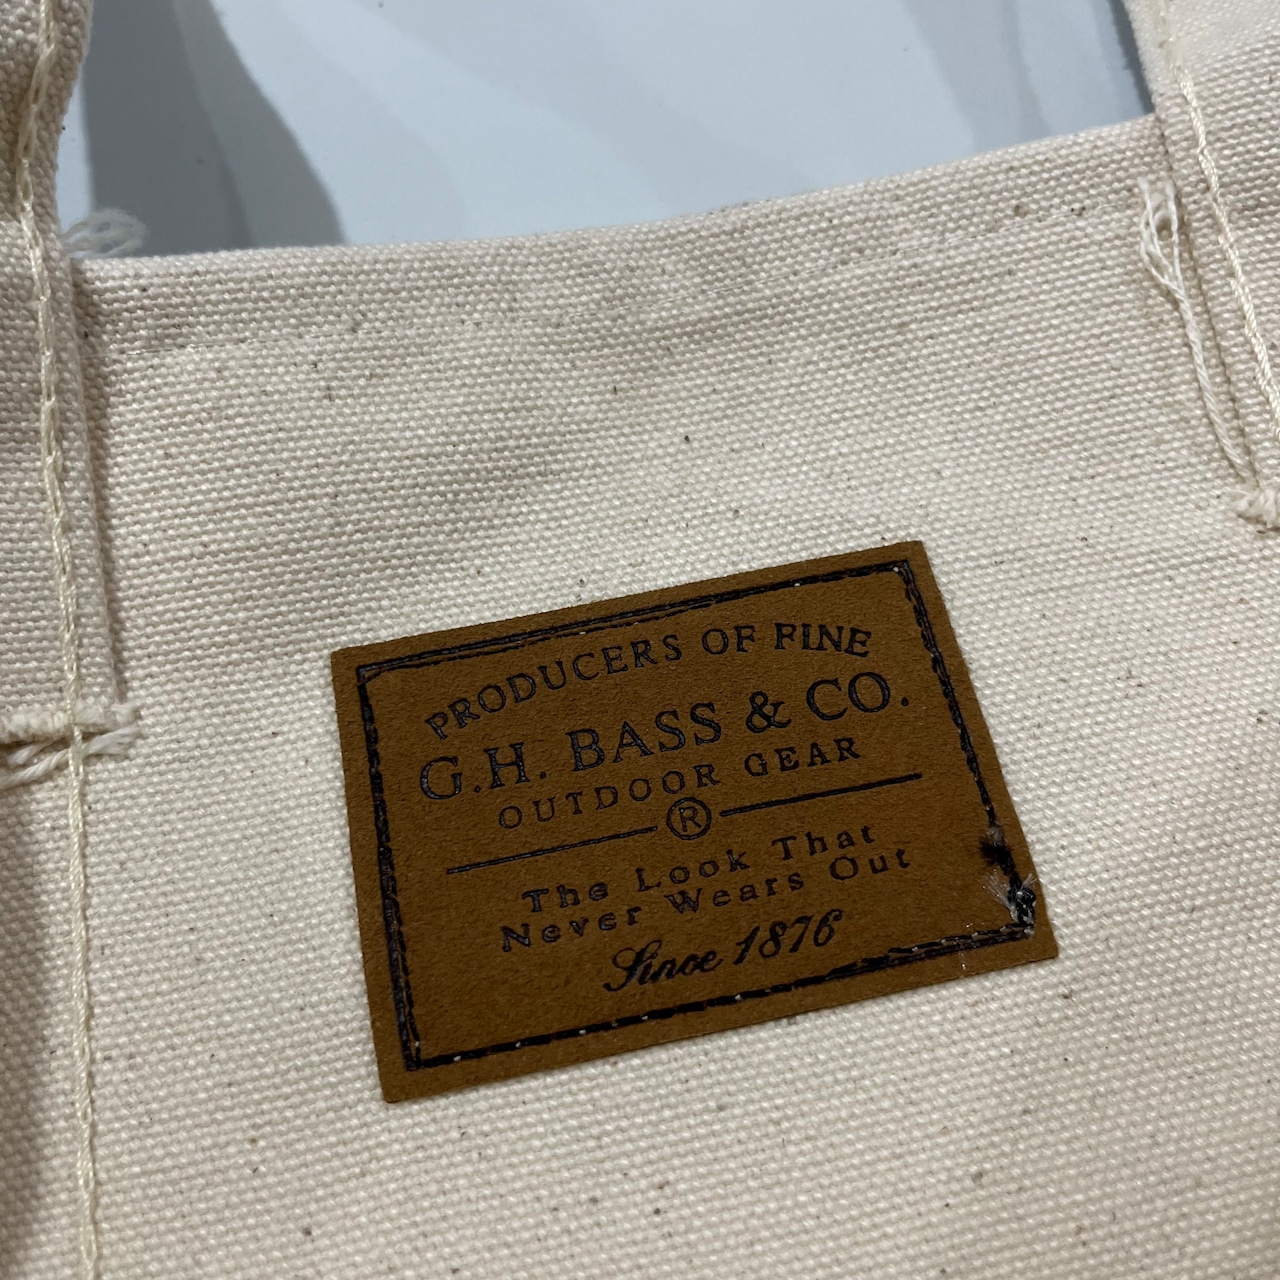 PRODUCERS OF FINE
G.H. BASS & CO.
OUTDOOR GEAR
®
The Look That
Never Wears Out
Since 1876